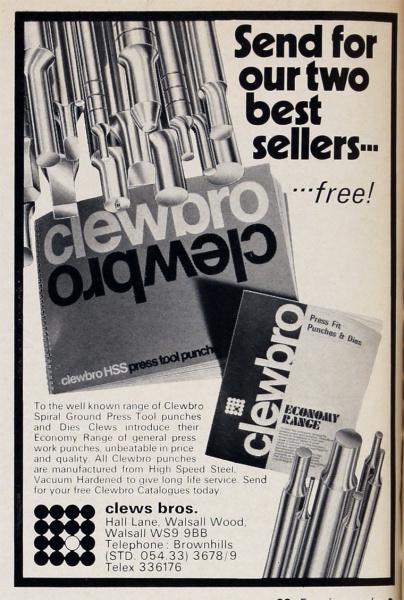 Send for
our two
best
sellers...
...free!
clewbro
clewbro
clewbro HSS press tool punch
clewbro
Press Fit
Punches & Dies
ECONOMY
RANGE
To the well known range of Clewbro
Spiral Ground Press Tool punches
and Dies Clews introduce their
Economy Range of general press
work punches, unbeatable in price
and quality. All Clewbro punches
are manufactured from High Speed Steel,
Vacuum Hardened to give long life service. Send
for your free Clewbro Catalogues today.
clews bros.
Hall Lane, Walsall Wood,
Walsall WS9 9BB
Telephone: Brownhills
(STD. 054.33) 3678/9
Telex 336176